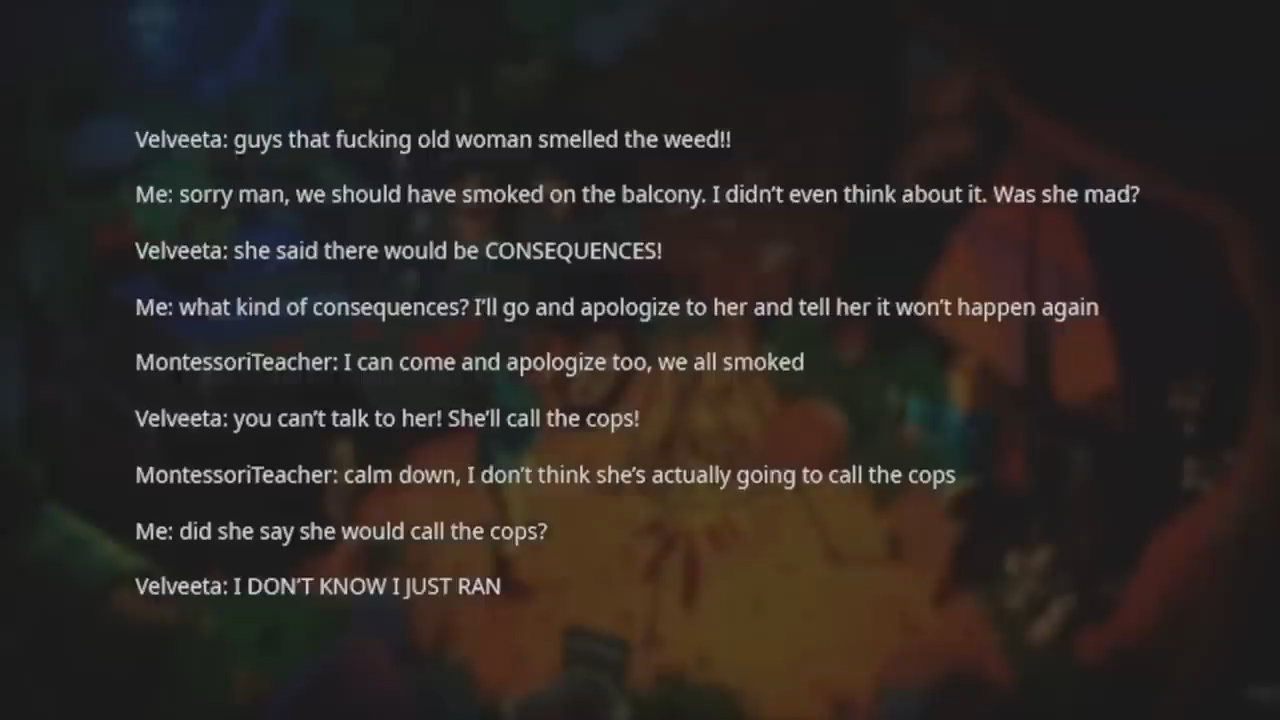 Velveeta: guys that fucking old woman smelled the weed!!
Me: sorry man, we should have smoked on the balcony. I didn’t even think about it. Was she mad?
Velveeta: she said there would be CONSEQUENCES!
Me: what kind of consequences? I’ll go and apologize to her and tell her it won’t happen again
MontessoriTeacher: I can come and apologize too, we all smoked
Velveeta: you can’t talk to her! She’ll call the cops!
MontessoriTeacher: calm down, I don’t think she’s actually going to call the cops
Me: did she say she would call the cops?
Velveeta: I DON’T KNOW I JUST RAN